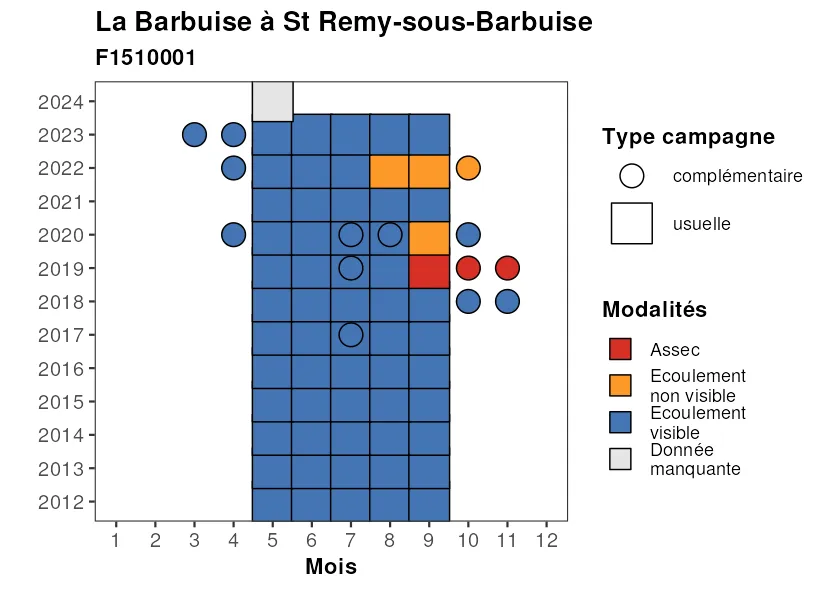 La Barbuise à St Remy-sous-Barbuise
F1510001
2024
2023
2022
2021
2020
2019
2018
2017
2016
2015
2014
2013
2012
1 2 3 4 5 6 7 8 9 10 11 12
Mois
Type campagne
complémentaire
usuelle
Modalités
Assec
Ecoulement
non visible
Ecoulement
visible
Donnée
manquante